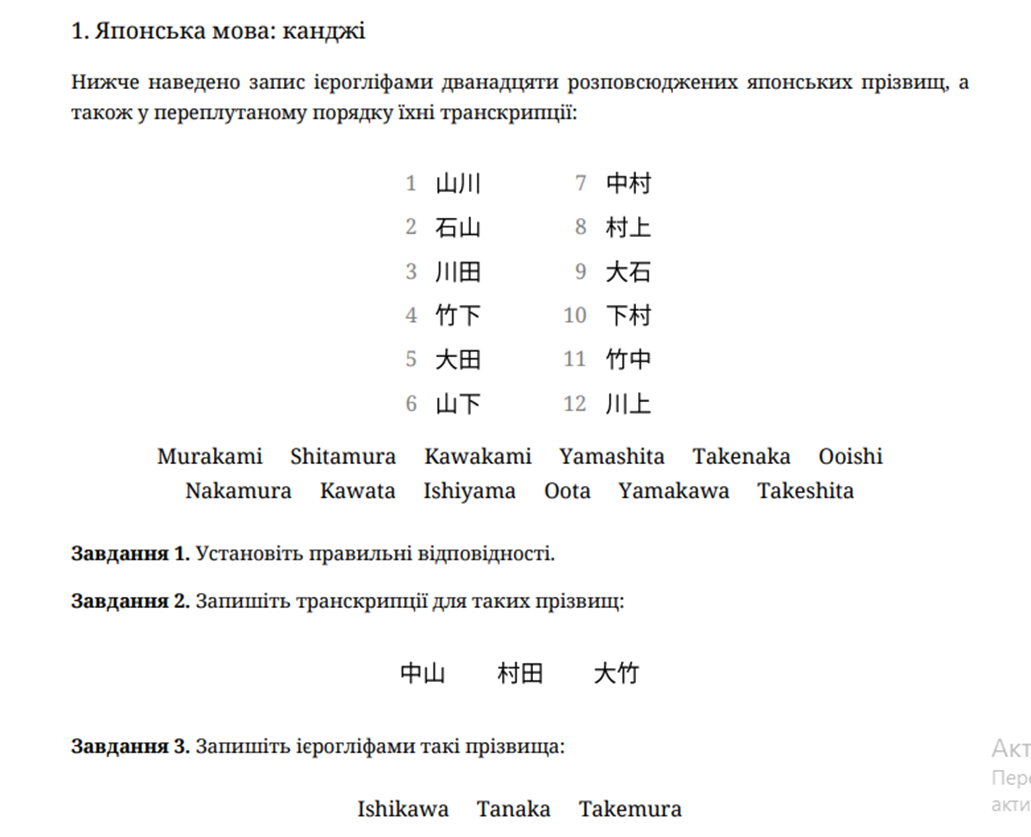 1. Японська мова: канджі
Нижче наведено запис ієрогліфами дванадцяти розповсюджених японських прізвищ, а
також у переплутаному порядку їхні транскрипції:
1 山川 7 中村
2 石山 8 村上
3 川田 9 大石
4 竹下 10 下村
5 大田 11 竹中
6 山下 12 川上
Murakami Shitamura Kawakami Yamashita Takenaka Ooishi
Nakamura Kawata Ishiyama Oota Yamakawa Takeshita
Завдання 1. Установіть правильні відповідності.
Завдання 2. Запишіть транскрипції для таких прізвищ:
中山 村田 大竹
Завдання 3. Запишіть ієрогліфами такі прізвища:
Ishikawa Tanaka Takemura